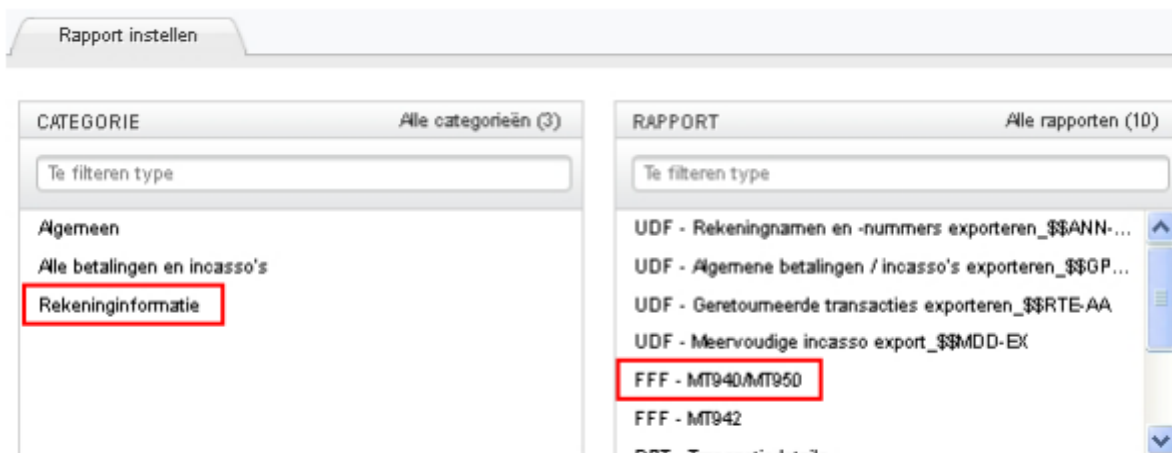 Rapport instellen
CATEGORIE Alle categorieën (3)
Te filteren type
Algemeen
Alle betalingen en incasso's
Rekeninginformatie
RAPPORT Alle rapporten (10)
Te filteren type
UDF - Rekeningnamen en -nummers exporteren_$$ANN-...
UDF - Algemene betalingen / incasso's exporteren_$$GP...
UDF - Geretourneerde transacties exporteren_$$RTE-AA
UDF - Meervoudige incasso export_$$MDD-EX
FFF - MT940/MT950
FFF - MT942